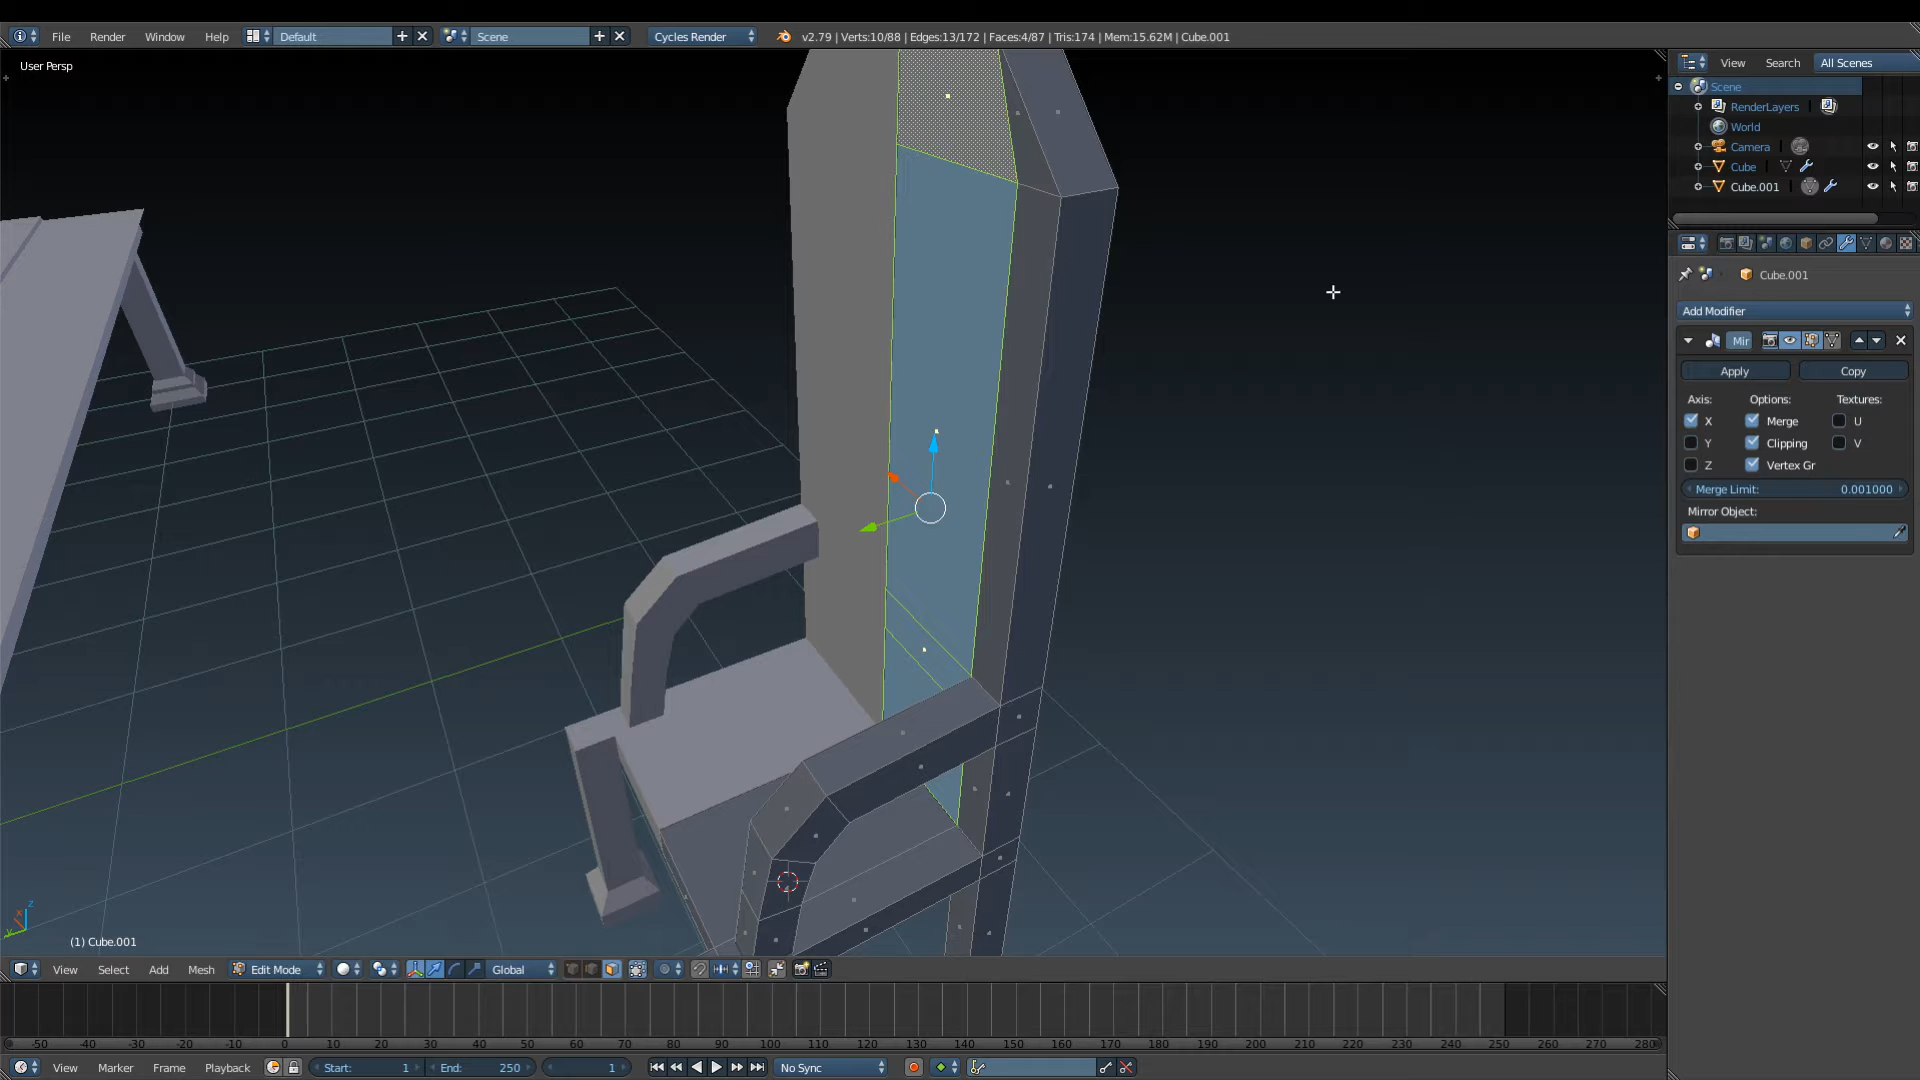 File Render Window Help Default Scene Cycles Render v2.79 | Verts:10/88 | Edges:13/172 | Faces:4/87 | Tris:174 | Mem:15.62M | Cube.001
User Persp
View Search All Scenes
Scene
RenderLayers
World
Camera
Cube
Cube.001
Cube.001
Add Modifier
Mir
Apply Copy
Axis: Options: Textures:
X Merge U
Y Clipping V
Z Vertex Gr
Merge Limit: 0.001000
Mirror Object:
(1) Cube.001
View Select Add Mesh Edit Mode Global
-50 -40 -30 -20 -10 0 10 20 30 40 50 60 70 80 90 100 110 120 130 140 150 160 170 180 190 200 210 220 230 240 250 260 270 280
View Marker Frame Playback Start: 1 End: 250 1 No Sync